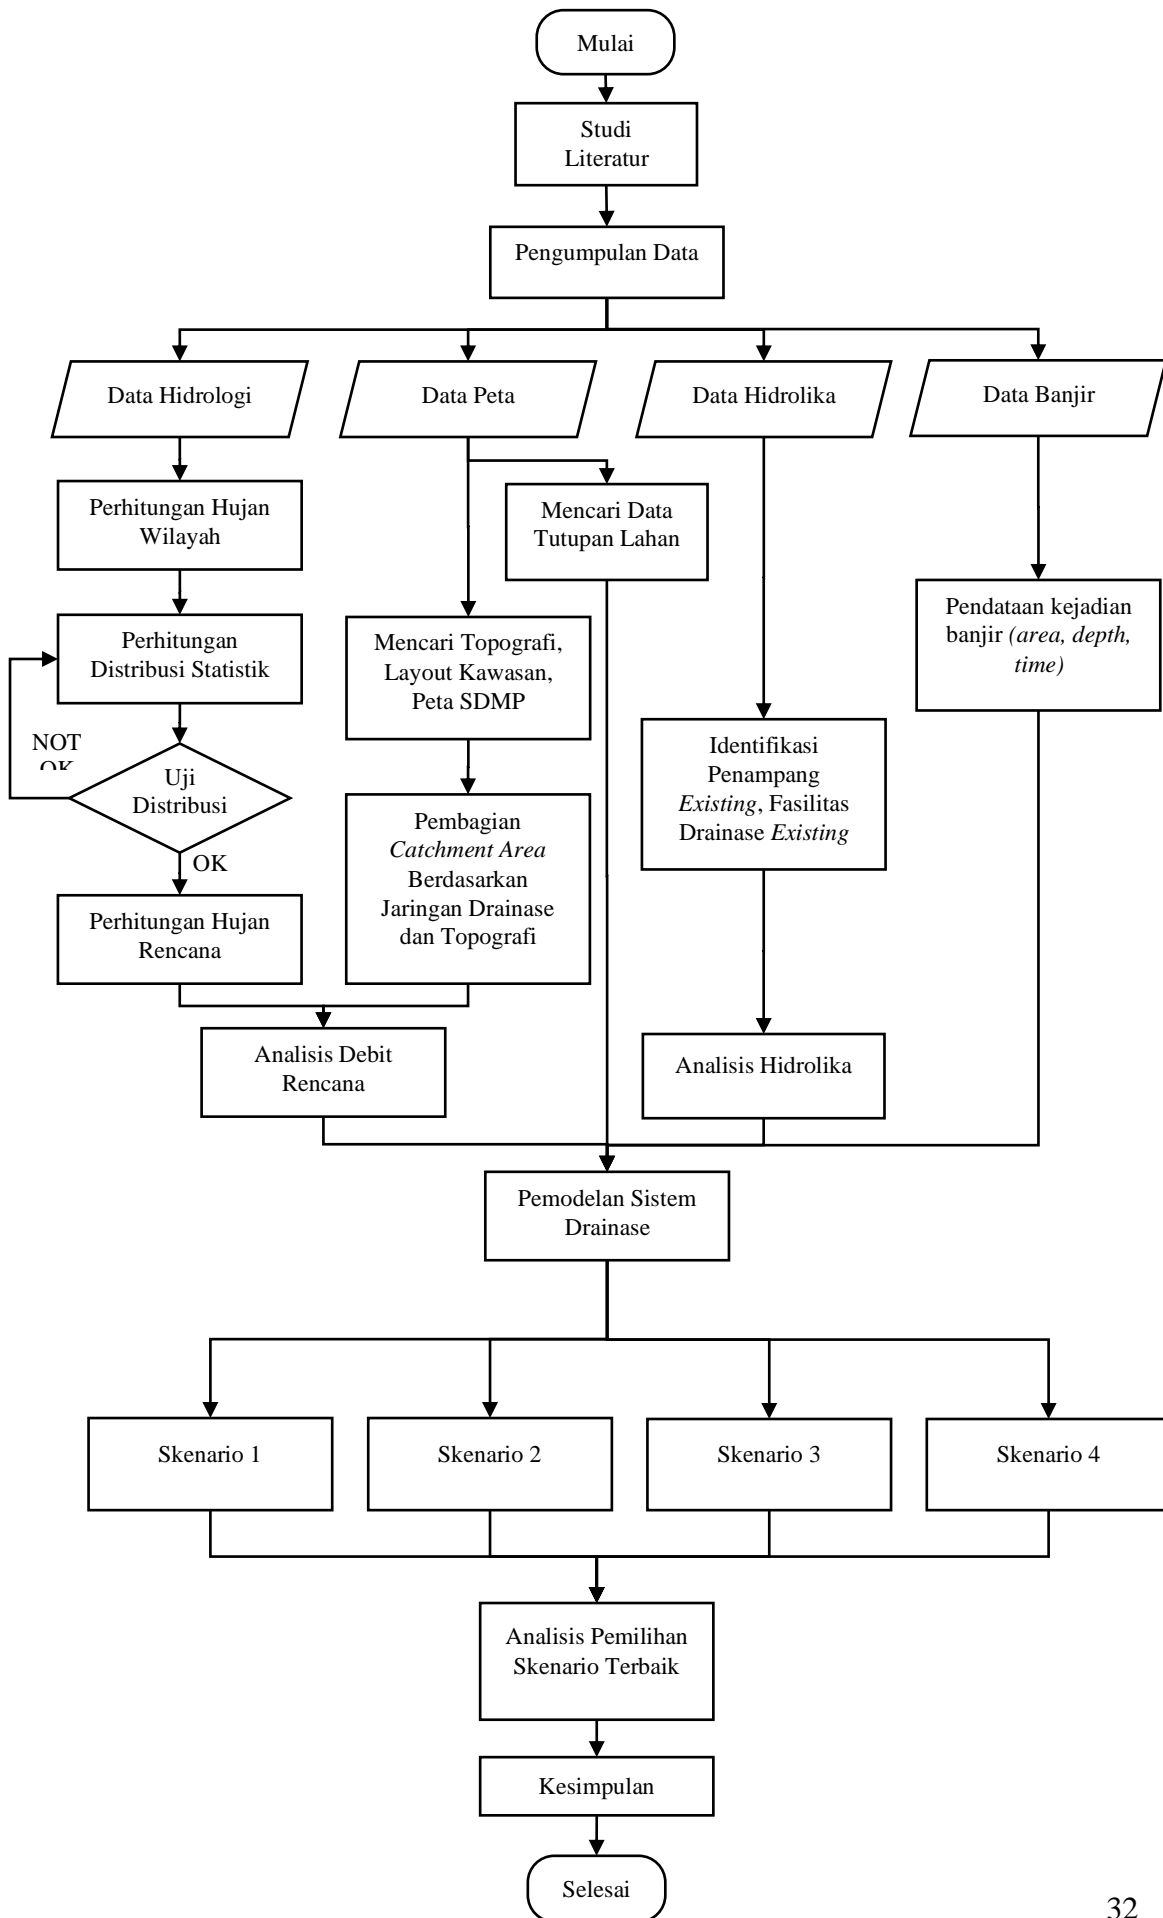 Mulai
Studi
Literatur
Pengumpulan Data
Data Hidrologi
Data Peta
Data Hidrolika
Data Banjir
Perhitungan Hujan
Wilayah
Mencari Data
Tutupan Lahan
Pendataan kejadian
banjir (area, depth,
time)
Perhitungan
Distribusi Statistik
Mencari Topografi,
Layout Kawasan,
Peta SDMP
Identifikasi
Penampang
Existing, Fasilitas
Drainase Existing
NOT
OK
Uji
Distribusi
OK
Pembagian
Catchment Area
Berdasarkan
Jaringan Drainase
dan Topografi
Perhitungan Hujan
Rencana
Analisis Debit
Rencana
Analisis Hidrolika
Pemodelan Sistem
Drainase
Skenario 1
Skenario 2
Skenario 3
Skenario 4
Analisis Pemilihan
Skenario Terbaik
Kesimpulan
Selesai
32